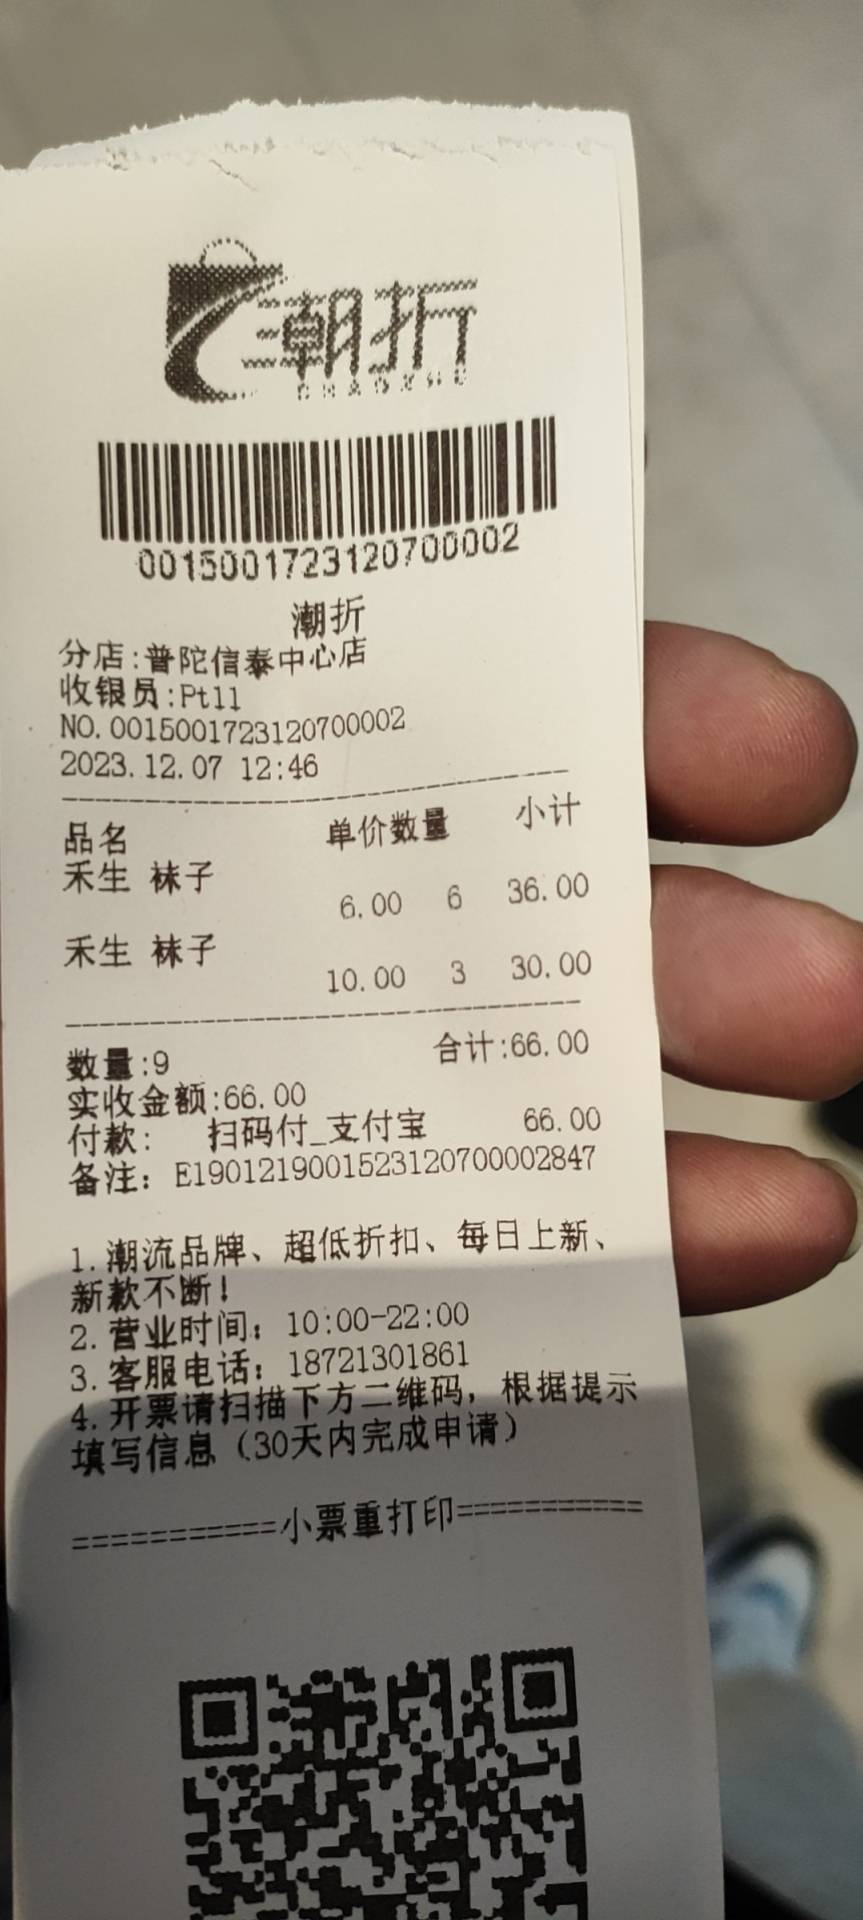 潮折
CHAOZHE
0015001723120700002
潮折
分店:普陀信泰中心店
收银员:Pt11
NO.0015001723120700002
2023.12.07 12:46
品名 单价数量 小计
禾生 袜子
6.00 6 36.00
禾生 袜子
10.00 3 30.00
数量:9 合计:66.00
实收金额:66.00
付款: 扫码付_支付宝 66.00
备注: E1901219001523120700002847
1.潮流品牌、超低折扣、每日上新、
新款不断!
2.营业时间: 10:00-22:00
3.客服电话: 18721301861
4.开票请扫描下方二维码, 根据提示
填写信息（30天内完成申请）
===========小票重打印===========